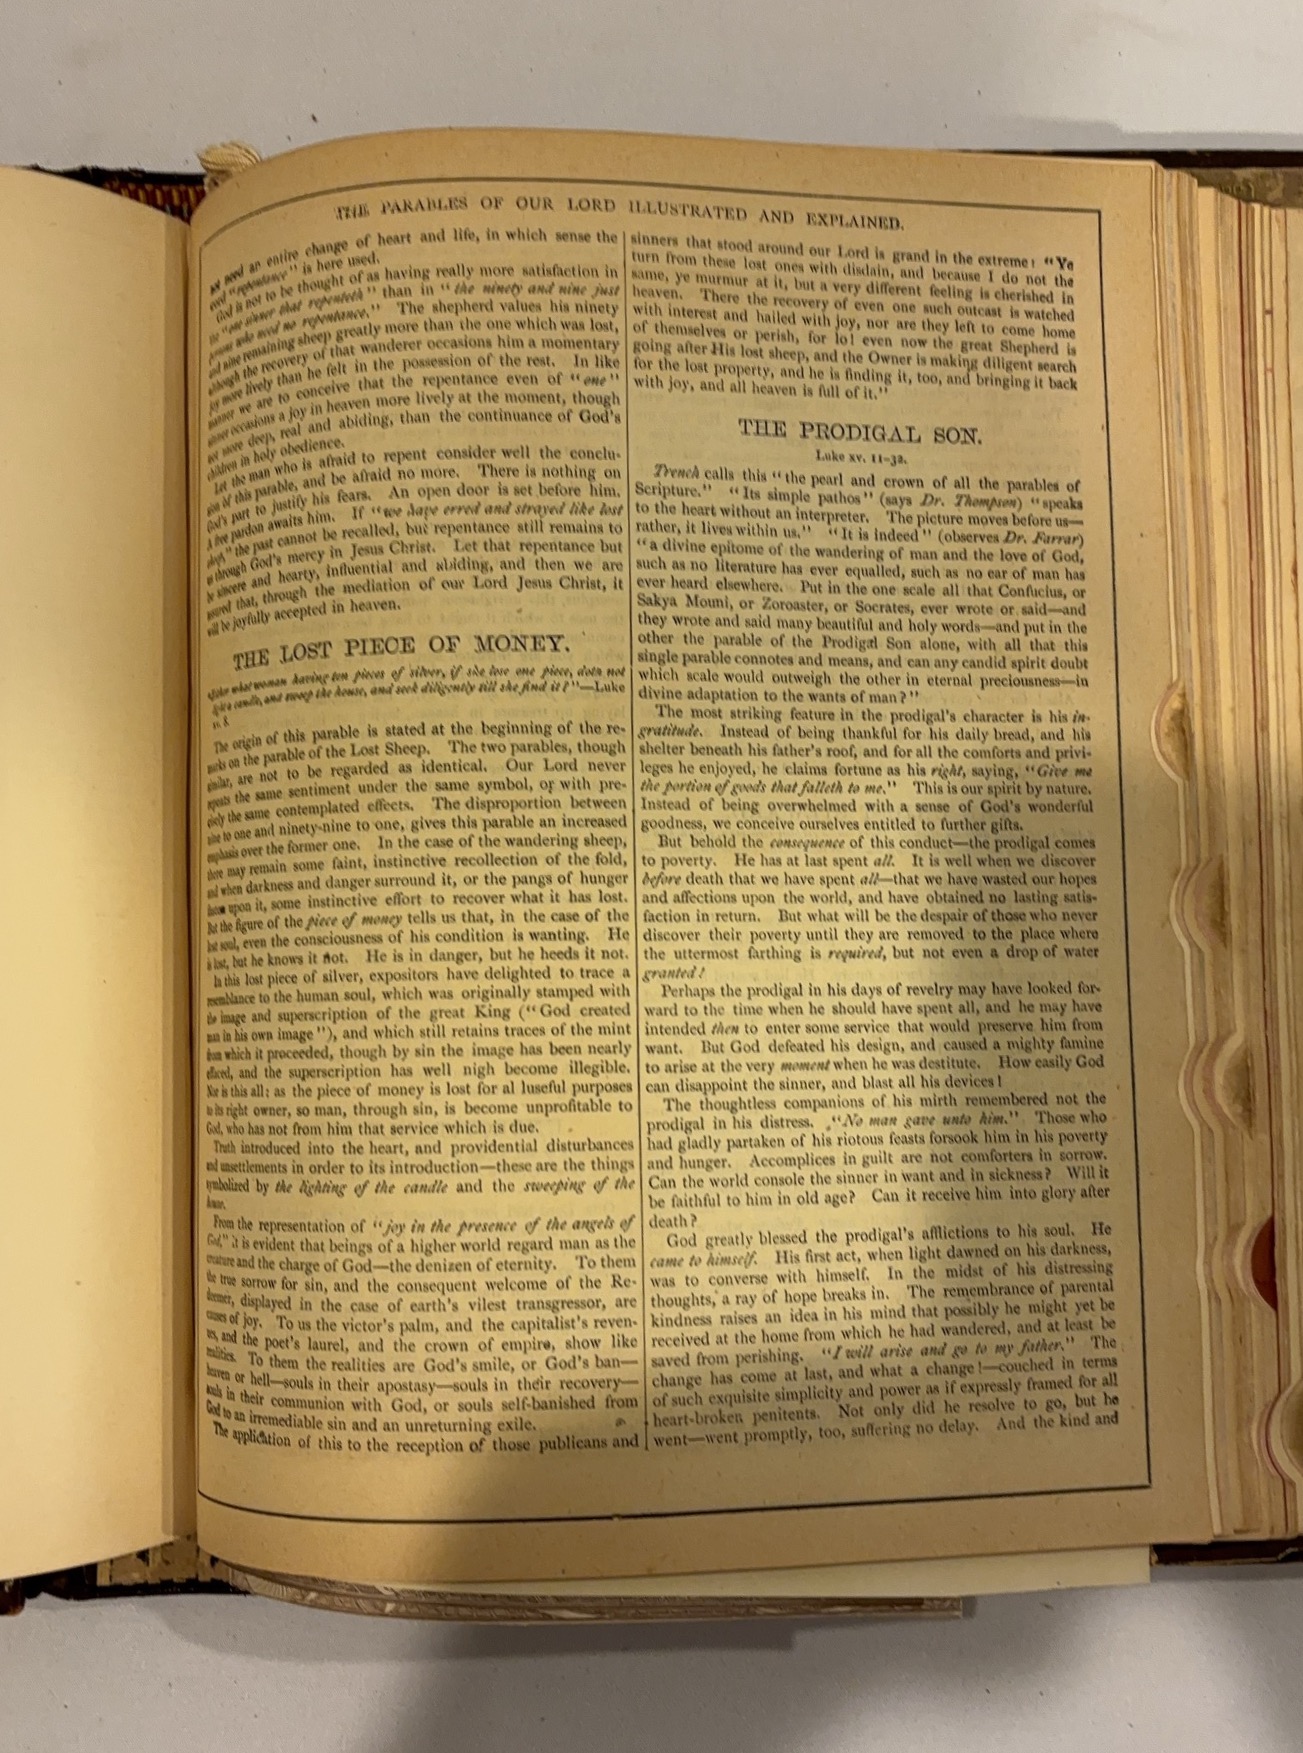 THE PARABLES OF OUR LORD ILLUSTRATED AND EXPLAINED.
not need an entire change of heart and life, in which sense the
word "repentance" is here used.
God is not to be thought of as having really more satisfaction in
the "one sinner that repenteth" than in "the ninety and nine just
persons who need no repentance." The shepherd values his ninety
and nine remaining sheep greatly more than the one which was lost,
although the recovery of that wanderer occasions him a momentary
joy more lively than he felt in the possession of the rest. In like
manner we are to conceive that the repentance even of "one"
sinner occasions a joy in heaven more lively at the moment, though
not more deep, real and abiding, than the continuance of God's
children in holy obedience.
Let the man who is afraid to repent consider well the conclu-
sion of this parable, and be afraid no more. There is nothing on
God's part to justify his fears. An open door is set before him.
A free pardon awaits him. If "we have erred and strayed like lost
sheep," the past cannot be recalled, but repentance still remains to
us through God's mercy in Jesus Christ. Let that repentance but
be sincere and hearty, influential and abiding, and then we are
assured that, through the mediation of our Lord Jesus Christ, it
will be joyfully accepted in heaven.
THE LOST PIECE OF MONEY.
"Either what woman having ten pieces of silver, if she lose one piece, doth not
light a candle, and sweep the house, and seek diligently till she find it?"—Luke
xv. 8.
The origin of this parable is stated at the beginning of the re-
marks on the parable of the Lost Sheep. The two parables, though
similar, are not to be regarded as identical. Our Lord never
repeats the same sentiment under the same symbol, or with pre-
cisely the same contemplated effects. The disproportion between
nine to one and ninety-nine to one, gives this parable an increased
emphasis over the former one. In the case of the wandering sheep,
there may remain some faint, instinctive recollection of the fold,
and when darkness and danger surround it, or the pangs of hunger
upon it, some instinctive effort to recover what it has lost.
But the figure of the piece of money tells us that, in the case of the
lost soul, even the consciousness of his condition is wanting. He
is lost, but he knows it not. He is in danger, but he heeds it not.
In this lost piece of silver, expositors have delighted to trace a
resemblance to the human soul, which was originally stamped with
the image and superscription of the great King ("God created
man in his own image"), and which still retains traces of the mint
from which it proceeded, though by sin the image has been nearly
effaced, and the superscription has well nigh become illegible.
Nor is this all: as the piece of money is lost for al luseful purposes
to its right owner, so man, through sin, is become unprofitable to
God, who has not from him that service which is due.
Truth introduced into the heart, and providential disturbances
and unsettlements in order to its introduction—these are the things
symbolized by the lighting of the candle and the sweeping of the
house.
From the representation of "joy in the presence of the angels of
God," it is evident that beings of a higher world regard man as the
creature and the charge of God—the denizen of eternity. To them
the true sorrow for sin, and the consequent welcome of the Re-
deemer, displayed in the case of earth's vilest transgressor, are
causes of joy. To us the victor's palm, and the capitalist's reven-
ues, and the poet's laurel, and the crown of empire, show like
realities. To them the realities are God's smile, or God's ban—
heaven or hell—souls in their apostasy—souls in their recovery—
souls in their communion with God, or souls self-banished from
God to an irremediable sin and an unreturning exile.
The application of this to the reception of those publicans and
sinners that stood around our Lord is grand in the extreme: "Ye
turn from these lost ones with disdain, and because I do not the
same, ye murmur at it, but a very different feeling is cherished in
heaven. There the recovery of even one such outcast is watched
with interest and hailed with joy, nor are they left to come home
of themselves or perish, for lo! even now the great Shepherd is
going after His lost sheep, and the Owner is making diligent search
for the lost property, and he is finding it, too, and bringing it back
with joy, and all heaven is full of it."
THE PRODIGAL SON.
Luke xv. 11-32.
Trench calls this "the pearl and crown of all the parables of
Scripture." "Its simple pathos" (says Dr. Thompson) "speaks
to the heart without an interpreter. The picture moves before us—
rather, it lives within us." "It is indeed" (observes Dr. Farrar)
"a divine epitome of the wandering of man and the love of God,
such as no literature has ever equalled, such as no ear of man has
ever heard elsewhere. Put in the one scale all that Confucius, or
Sakya Mouni, or Zoroaster, or Socrates, ever wrote or said—and
they wrote and said many beautiful and holy words—and put in the
other the parable of the Prodigal Son alone, with all that this
single parable connotes and means, and can any candid spirit doubt
which scale would outweigh the other in eternal preciousness—in
divine adaptation to the wants of man?"
The most striking feature in the prodigal's character is his in-
gratitude. Instead of being thankful for his daily bread, and his
shelter beneath his father's roof, and for all the comforts and privi-
leges he enjoyed, he claims fortune as his right, saying, "Give me
the portion of goods that falleth to me." This is our spirit by nature.
Instead of being overwhelmed with a sense of God's wonderful
goodness, we conceive ourselves entitled to further gifts.
But behold the consequence of this conduct—the prodigal comes
to poverty. He has at last spent all. It is well when we discover
before death that we have spent all—that we have wasted our hopes
and affections upon the world, and have obtained no lasting satis-
faction in return. But what will be the despair of those who never
discover their poverty until they are removed to the place where
the uttermost farthing is required, but not even a drop of water
granted!
Perhaps the prodigal in his days of revelry may have looked for-
ward to the time when he should have spent all, and he may have
intended then to enter some service that would preserve him from
want. But God defeated his design, and caused a mighty famine
to arise at the very moment when he was destitute. How easily God
can disappoint the sinner, and blast all his devices!
The thoughtless companions of his mirth remembered not the
prodigal in his distress. "No man gave unto him." Those who
had gladly partaken of his riotous feasts forsook him in his poverty
and hunger. Accomplices in guilt are not comforters in sorrow.
Can the world console the sinner in want and in sickness? Will it
be faithful to him in old age? Can it receive him into glory after
death?
God greatly blessed the prodigal's afflictions to his soul. He
came to himself. His first act, when light dawned on his darkness,
was to converse with himself. In the midst of his distressing
thoughts, a ray of hope breaks in. The remembrance of parental
kindness raises an idea in his mind that possibly he might yet be
received at the home from which he had wandered, and at least be
saved from perishing. "I will arise and go to my father." The
change has come at last, and what a change!—couched in terms
of such exquisite simplicity and power as if expressly framed for all
heart-broken penitents. Not only did he resolve to go, but he
went—went promptly, too, suffering no delay. And the kind and